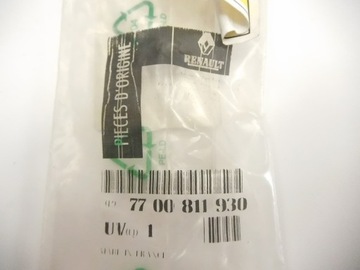 RENAULT
PIECES D'ORIGINE
77 00 811 930
UV 1
MADE IN FRANCE